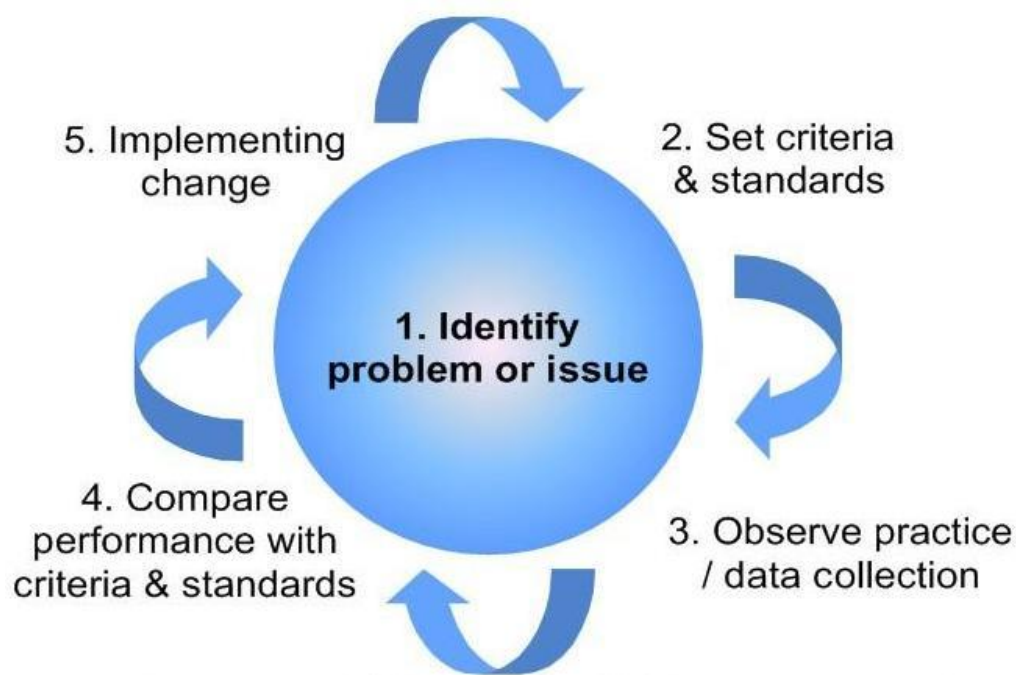 1. Identify
problem or issue
2. Set criteria
& standards
3. Observe practice
/ data collection
4. Compare
performance with
criteria & standards
5. Implementing
change